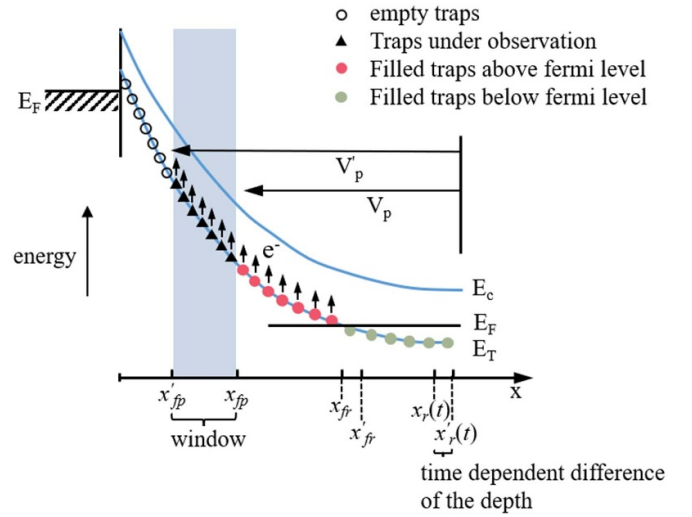 empty traps
Traps under observation
Filled traps above fermi level
Filled traps below fermi level
E_F
V'_p
V_p
energy
e⁻
E_c
E_F
E_T
x
x'_fp
x_fp
x_fr
x'_fr
x_r(t)
x'_r(t)
window
time dependent difference
of the depth